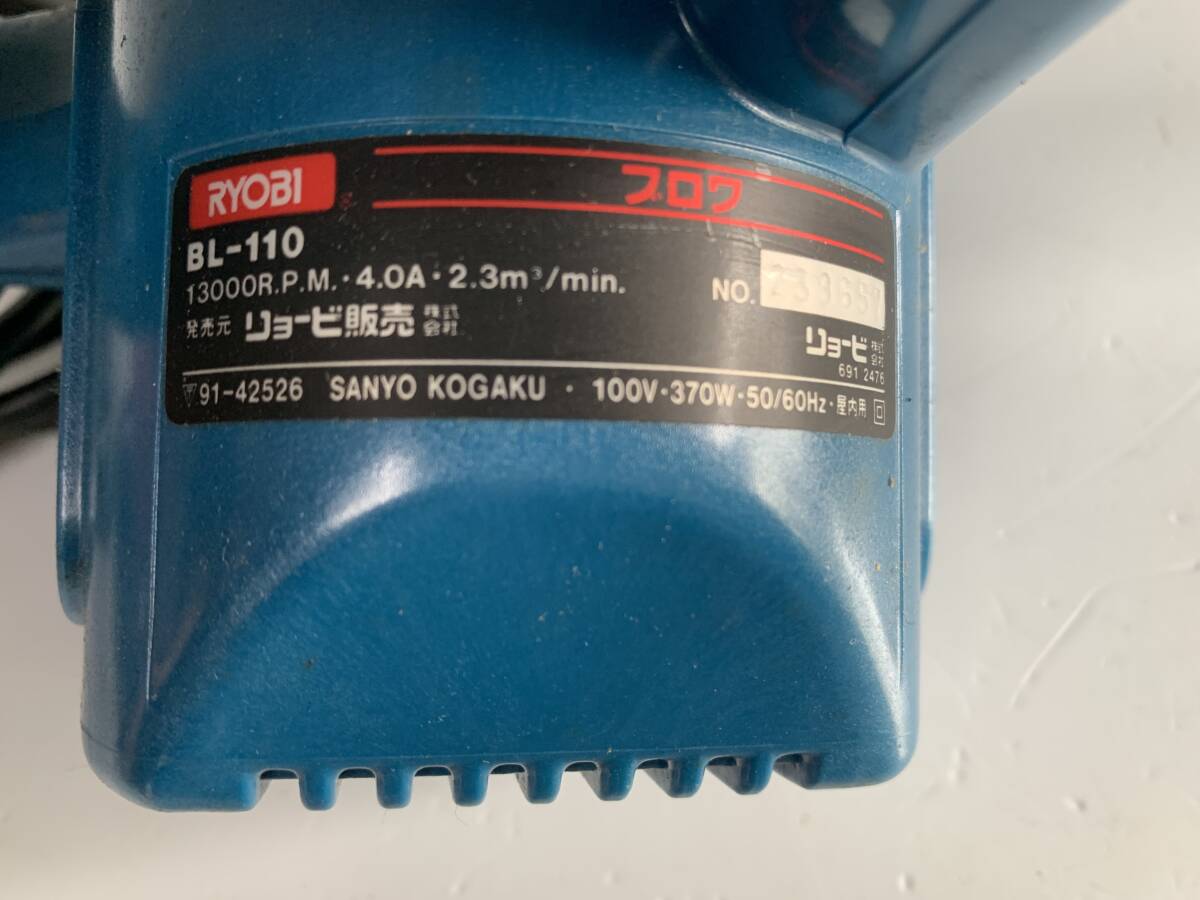 RYOBI
ブロワ
BL-110
13000R.P.M.・4.0A・2.3m³/min.
NO.
発売元 リョービ販売 株式会社
リョービ 株式会社
691 2476
▽91-42526 SANYO KOGAKU・100V・370W・50/60Hz・屋内用